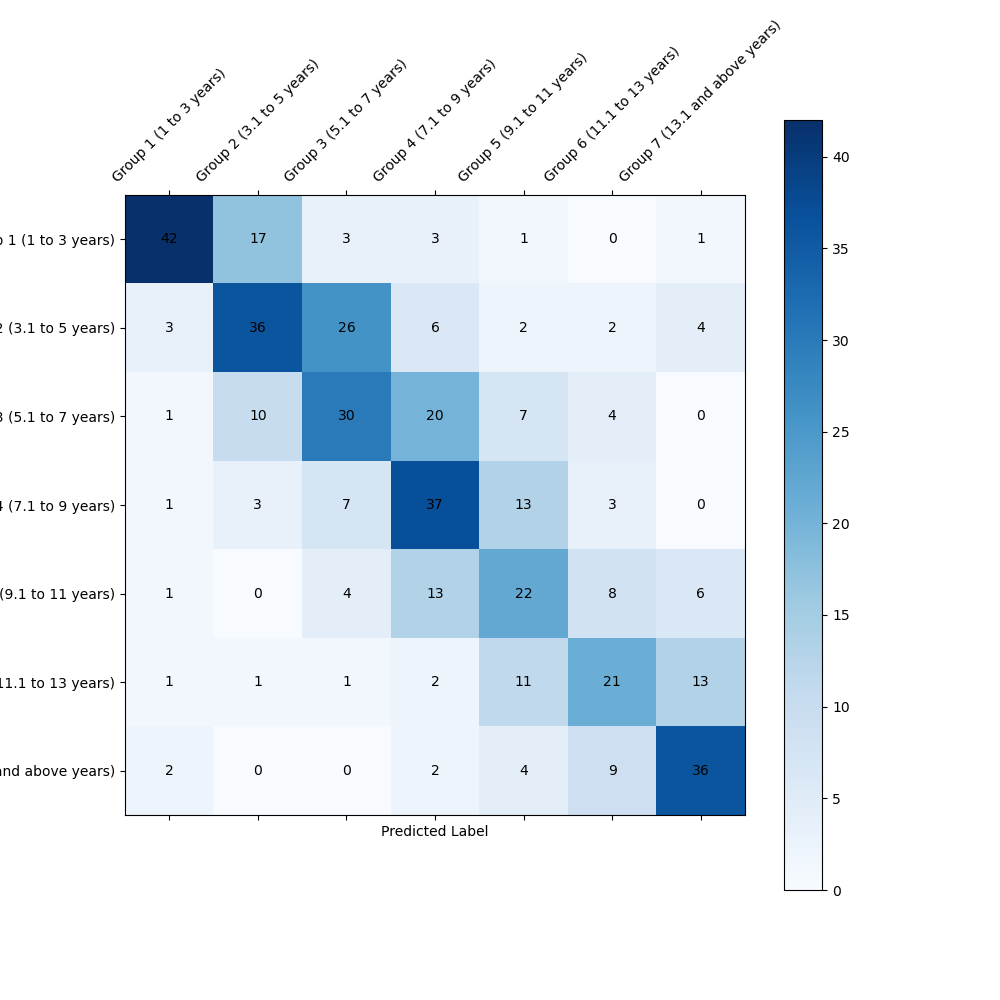 Group 1 (1 to 3 years)
Group 2 (3.1 to 5 years)
Group 3 (5.1 to 7 years)
Group 4 (7.1 to 9 years)
Group 5 (9.1 to 11 years)
Group 6 (11.1 to 13 years)
Group 7 (13.1 and above years)
1 (1 to 3 years) 42 17 3 3 1 0 1
2 (3.1 to 5 years) 3 36 26 6 2 2 4
3 (5.1 to 7 years) 1 10 30 20 7 4 0
4 (7.1 to 9 years) 1 3 7 37 13 3 0
(9.1 to 11 years) 1 0 4 13 22 8 6
11.1 to 13 years) 1 1 1 2 11 21 13
and above years) 2 0 0 2 4 9 36
Predicted Label
40
35
30
25
20
15
10
5
0